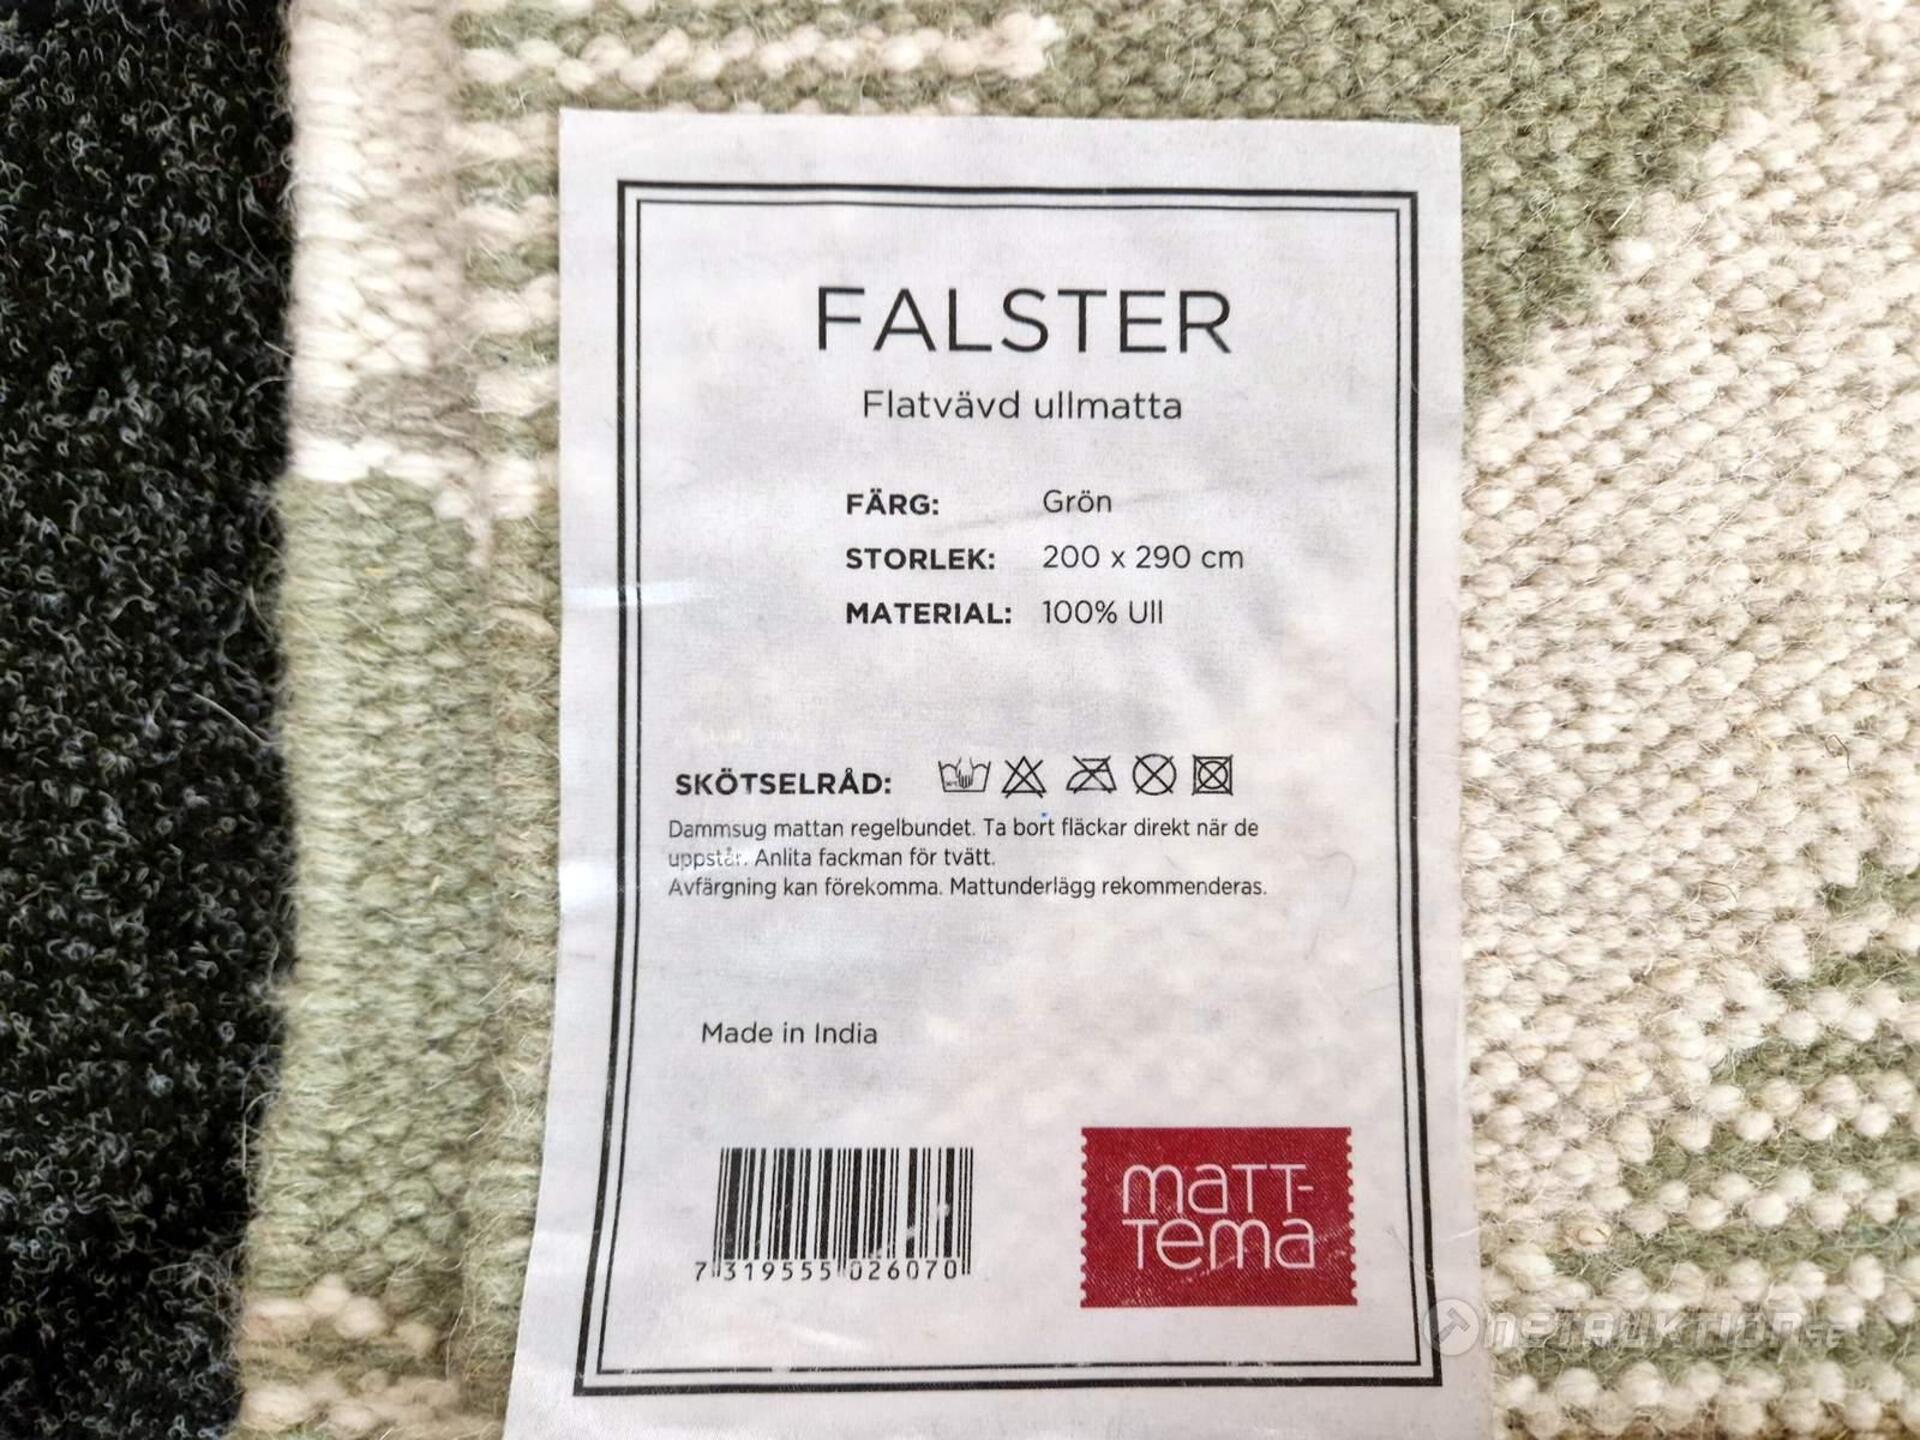 FALSTER
Flatvävd ullmatta
FÄRG: Grön
STORLEK: 200 x 290 cm
MATERIAL: 100% Ull
SKÖTSELRÅD:
Dammsug mattan regelbundet. Ta bort fläckar direkt när de
uppstår. Anlita fackman för tvätt.
Avfärgning kan förekomma. Mattunderlägg rekommenderas.
Made in India
7 319555 026070
matt-
tema
netauktion.se